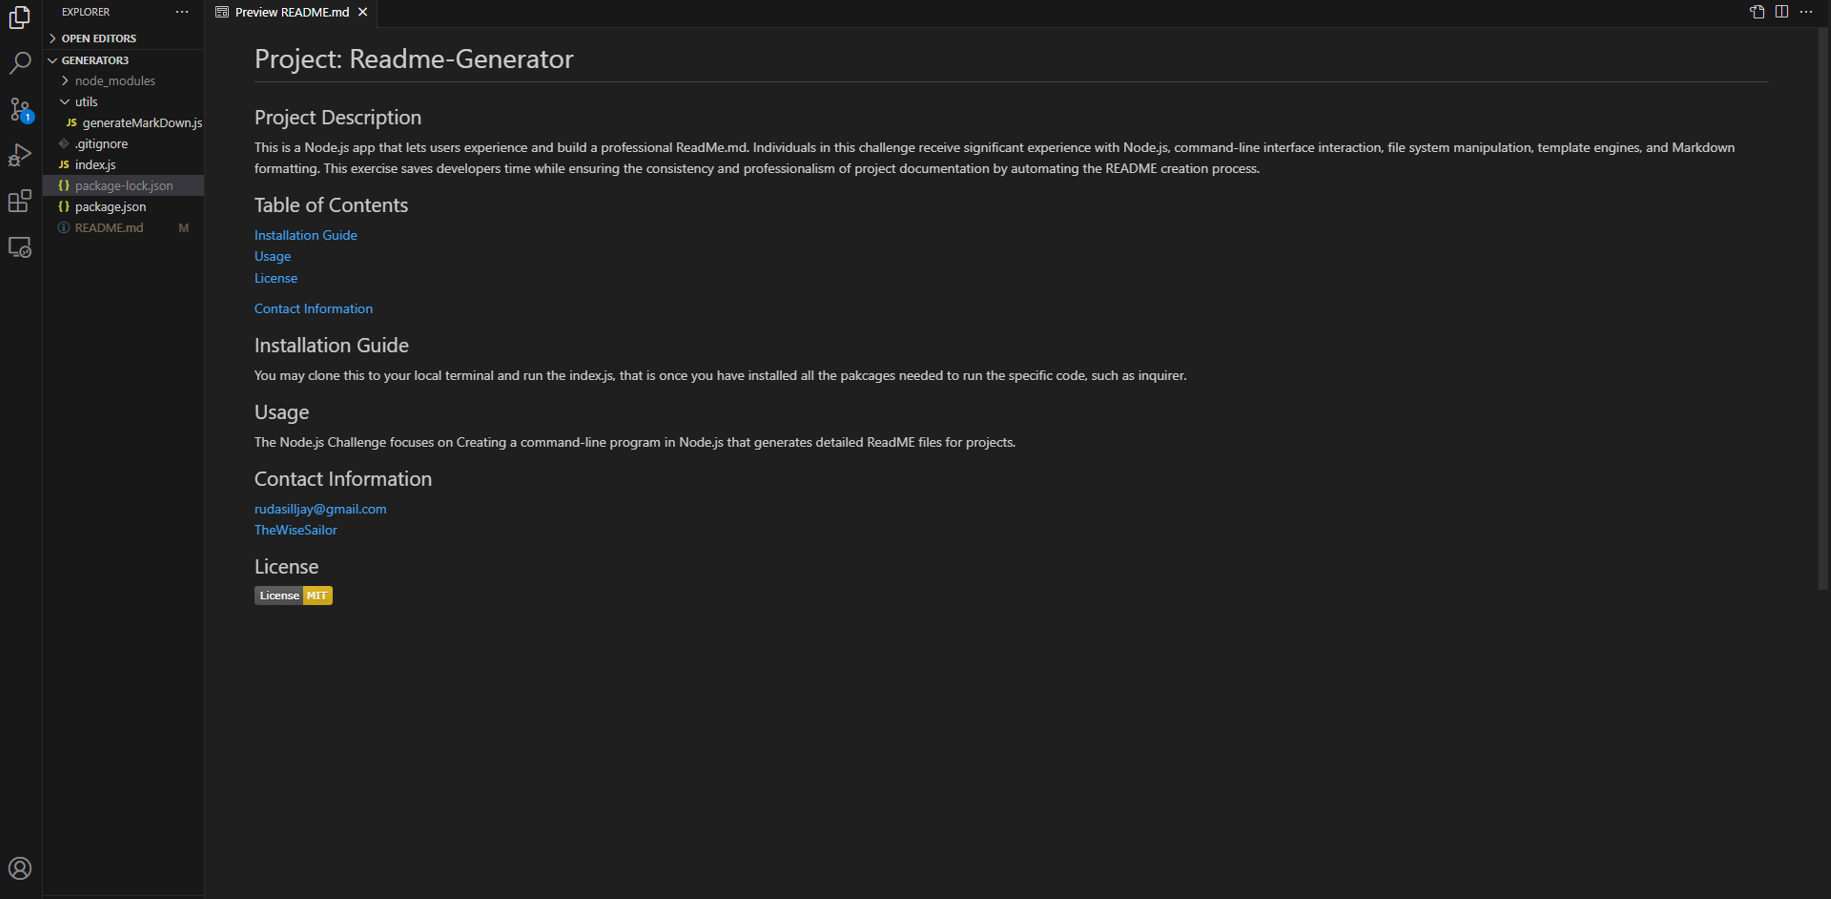 EXPLORER
Preview README.md
OPEN EDITORS
GENERATOR3
node_modules
utils
JS generateMarkDown.js
.gitignore
JS index.js
{} package-lock.json
{} package.json
README.md M
1
Project: Readme-Generator
Project Description
This is a Node.js app that lets users experience and build a professional ReadMe.md. Individuals in this challenge receive significant experience with Node.js, command-line interface interaction, file system manipulation, template engines, and Markdown
formatting. This exercise saves developers time while ensuring the consistency and professionalism of project documentation by automating the README creation process.
Table of Contents
Installation Guide
Usage
License
Contact Information
Installation Guide
You may clone this to your local terminal and run the index.js, that is once you have installed all the pakcages needed to run the specific code, such as inquirer.
Usage
The Node.js Challenge focuses on Creating a command-line program in Node.js that generates detailed ReadME files for projects.
Contact Information
rudasilljay@gmail.com
TheWiseSailor
License
License MIT